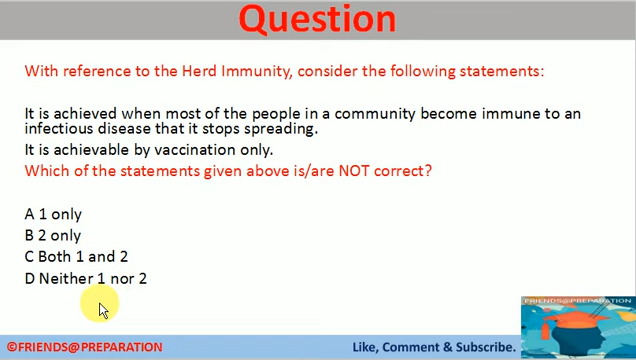 Question
With reference to the Herd Immunity, consider the following statements:
It is achieved when most of the people in a community become immune to an
infectious disease that it stops spreading.
It is achievable by vaccination only.
Which of the statements given above is/are NOT correct?
A 1 only
B 2 only
C Both 1 and 2
D Neither 1 nor 2
FRIENDS@PREPARATION
©FRIENDS@PREPARATION
Like, Comment & Subscribe.